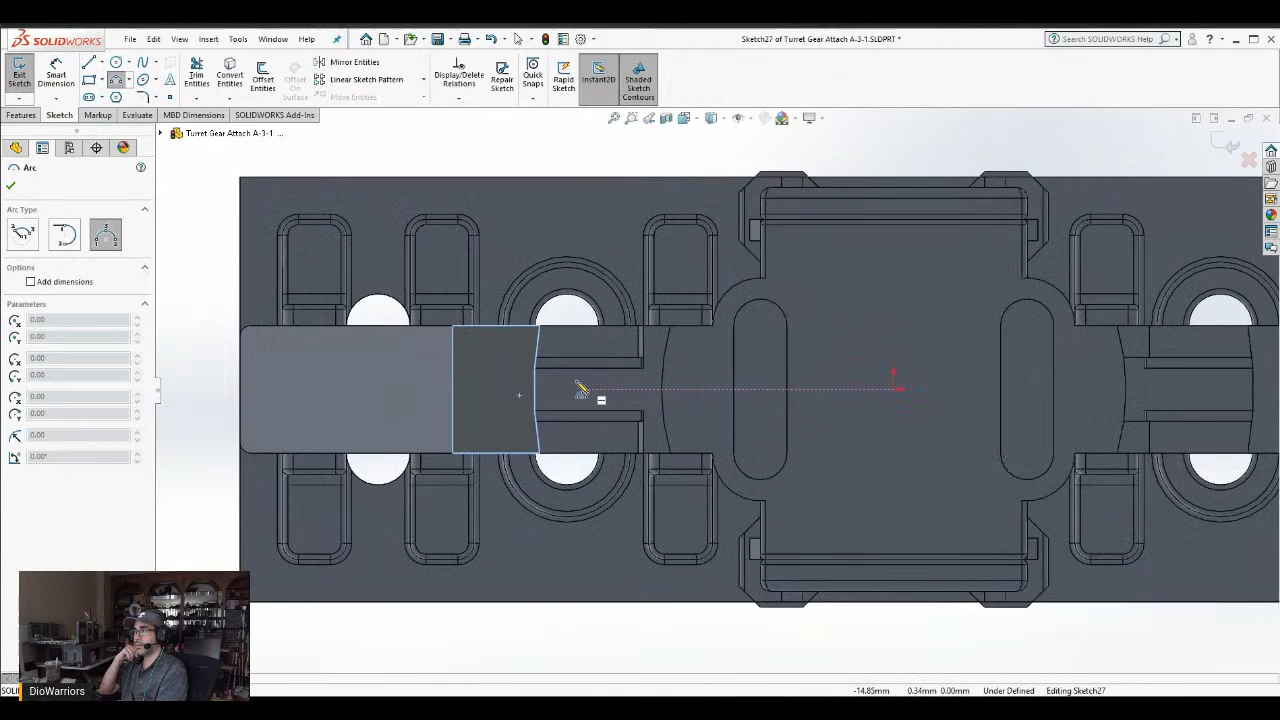 SOLIDWORKS File Edit View Insert Tools Window Sketch27 of Turret Gear Attach A-3-1.SLDPRT * Search SOLIDWORKS Help
Exit Sketch
Smart Dimension
Trim Entities
Convert Entities
Offset Entities
Offset On Surface
Mirror Entities
Linear Sketch Pattern
Move Entities
Display/Delete Relations
Repair Sketch
Quick Snaps
Rapid Sketch
Instant2D
Shaded Sketch Contours
Features Sketch Markup Evaluate MBD Dimensions SOLIDWORKS Add-Ins
Turret Gear Attach A-3-1 ...
Arc
Arc Type
Options
Add dimensions
Parameters
0.00
0.00
0.00
0.00
0.00
0.00
0.00
0.00°
DioWarriors
SOL
-14.85mm 0.34mm 0.00mm Under Defined Editing Sketch27